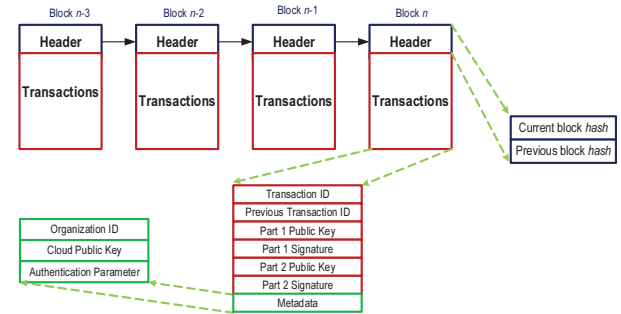 Block n-3
Block n-2
Block n-1
Block n
Header
Header
Header
Header
Transactions
Transactions
Transactions
Transactions
Current block hash
Previous block hash
Transaction ID
Previous Transaction ID
Part 1 Public Key
Part 1 Signature
Part 2 Public Key
Part 2 Signature
Metadata
Organization ID
Cloud Public Key
Authentication Parameter